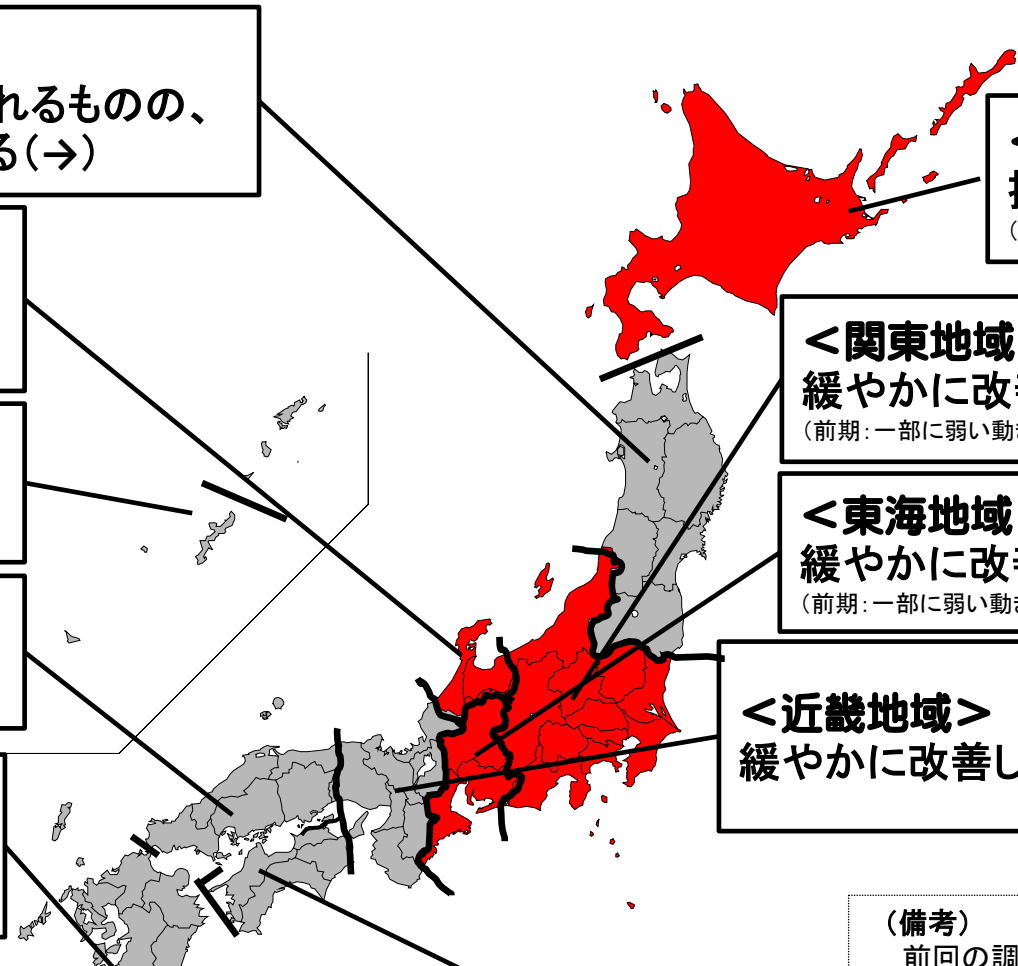 れるものの、
る(→)
＜関東地域
緩やかに改
（前期：一部に弱い動
＜東海地域
緩やかに改
（前期：一部に弱い動
＜近畿地域＞
緩やかに改善し
（備考）
前回の調